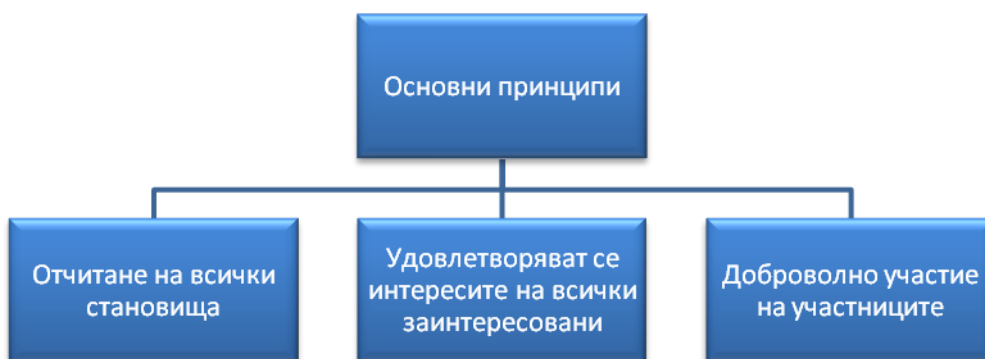 Основни принципи
Отчитане на всички
становища
Удовлетворяват се
интересите на всички
заинтересовани
Доброволно участие
на участниците